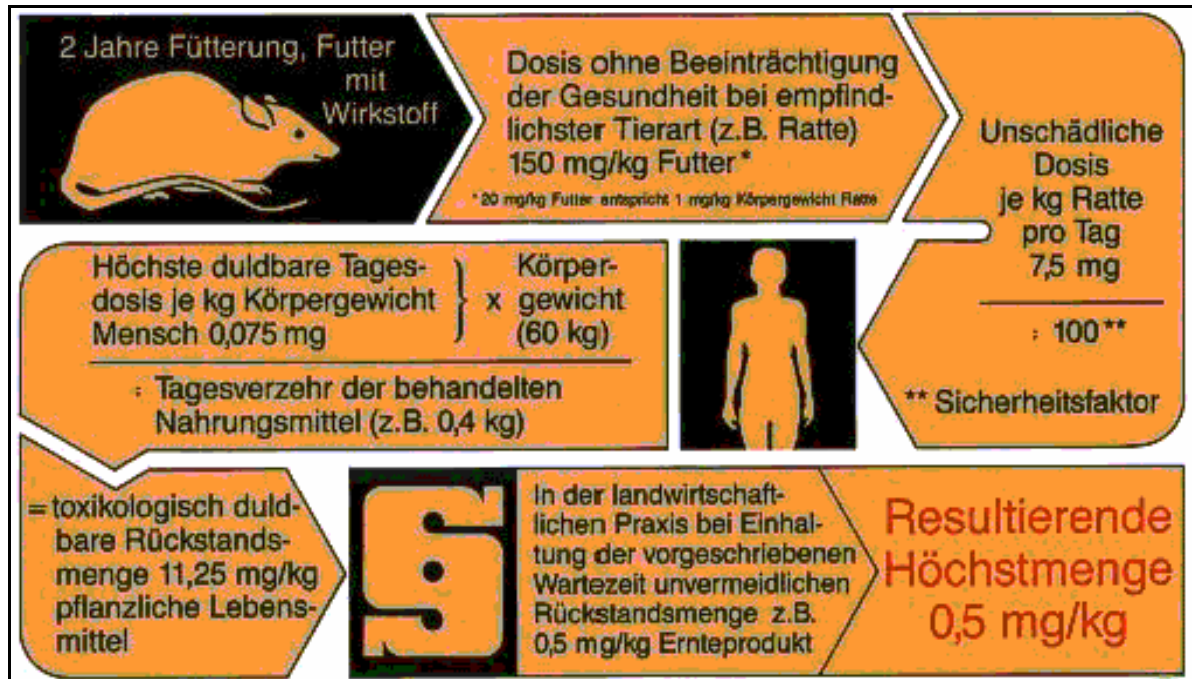 2 Jahre Fütterung, Futter
mit
Wirkstoff
Dosis ohne Beeinträchtigung
der Gesundheit bei empfind-
lichster Tierart (z.B. Ratte)
150 mg/kg Futter*
*20 mg/kg Futter entspricht 1 mg/kg Körpergewicht Ratte
Unschädliche
Dosis
je kg Ratte
pro Tag
7,5 mg
: 100**
** Sicherheitsfaktor
Höchste duldbare Tages-
dosis je kg Körpergewicht
Mensch 0,075 mg
x
Körper-
gewicht
(60 kg)
: Tagesverzehr der behandelten
Nahrungsmittel (z.B. 0,4 kg)
= toxikologisch duld-
bare Rückstands-
menge 11,25 mg/kg
pflanzliche Lebens-
mittel
§
In der landwirtschaft-
lichen Praxis bei Einhal-
tung der vorgeschriebenen
Wartezeit unvermeidlichen
Rückstandsmenge z.B.
0,5 mg/kg Ernteprodukt
Resultierende
Höchstmenge
0,5 mg/kg